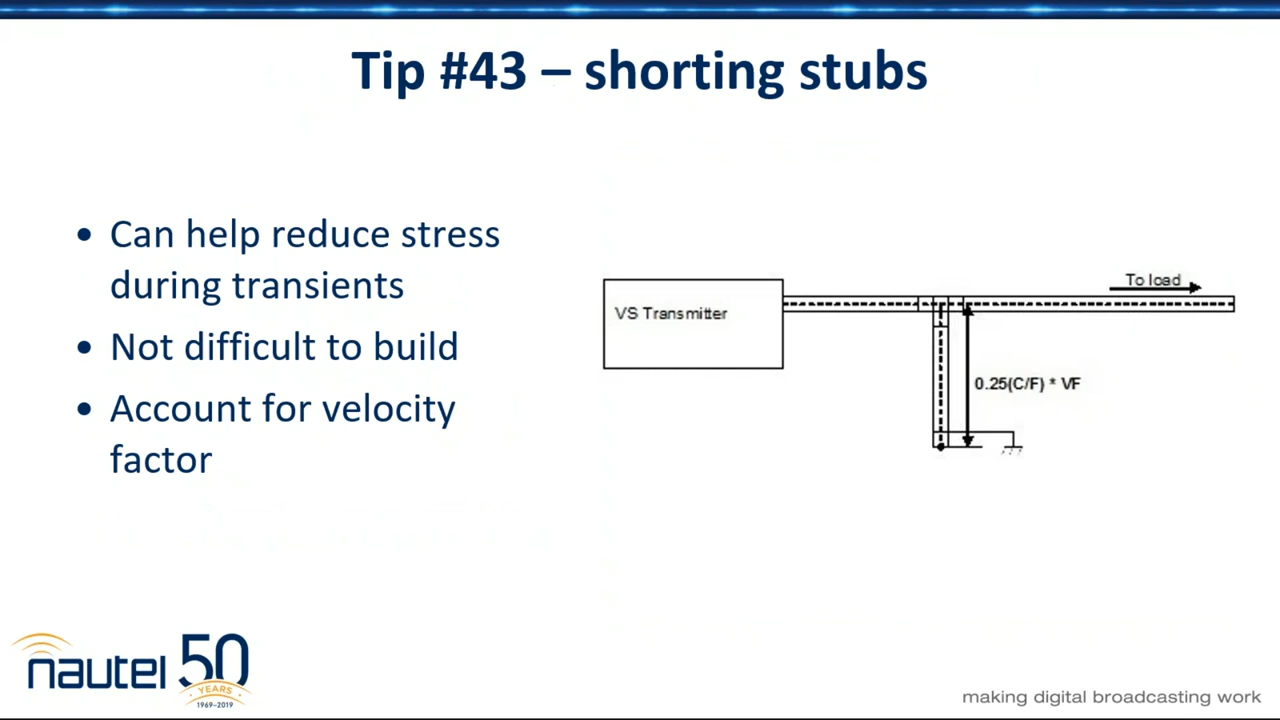 Tip #43 – shorting stubs
• Can help reduce stress
during transients
• Not difficult to build
• Account for velocity
factor
VS Transmitter
To load
0.25(C/F) * VF
nautel 50
YEARS
1969–2019
making digital broadcasting work